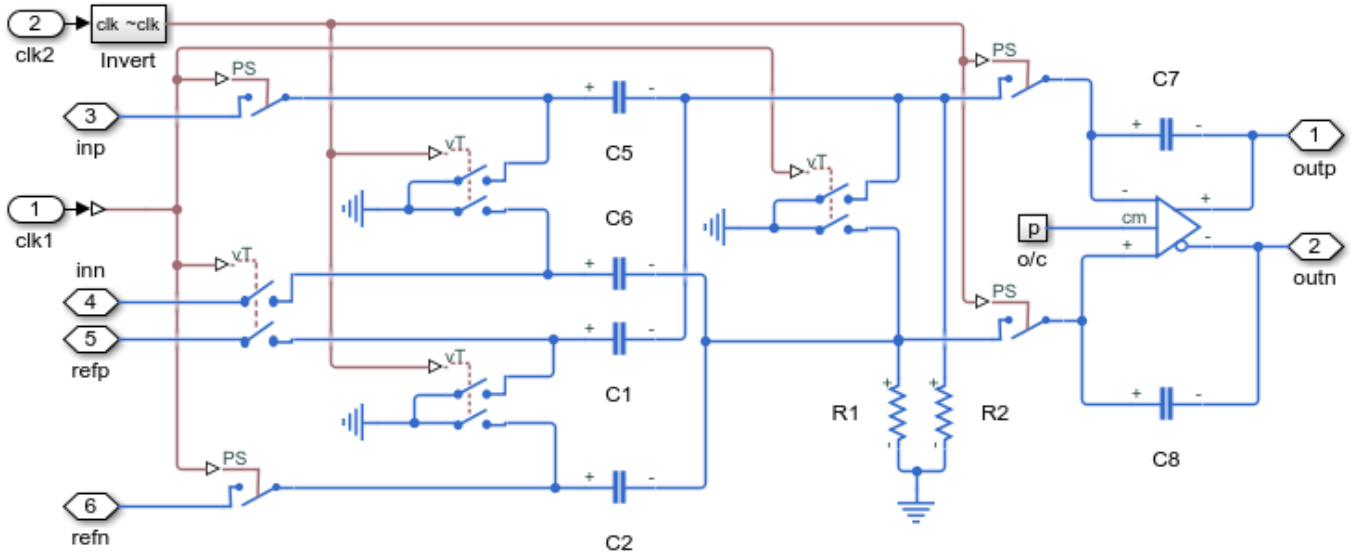 2
clk2
clk ~clk
Invert
PS
3
inp
+ -
C5
vT
C6
1
clk1
inn
vT
4
+ -
5
refp
+ -
C1
vT
PS
6
refn
+ -
C2
vT
PS
C7
+ -
1
outp
-
cm
+
+
-
p
o/c
2
outn
PS
R1
+
-
R2
+
-
+ -
C8